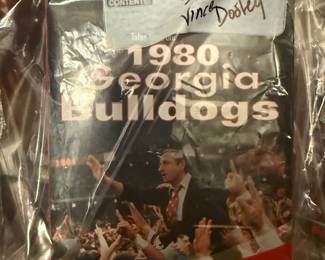 CONTENTS
Vince Dooley
1980
Georgia
Bulldogs